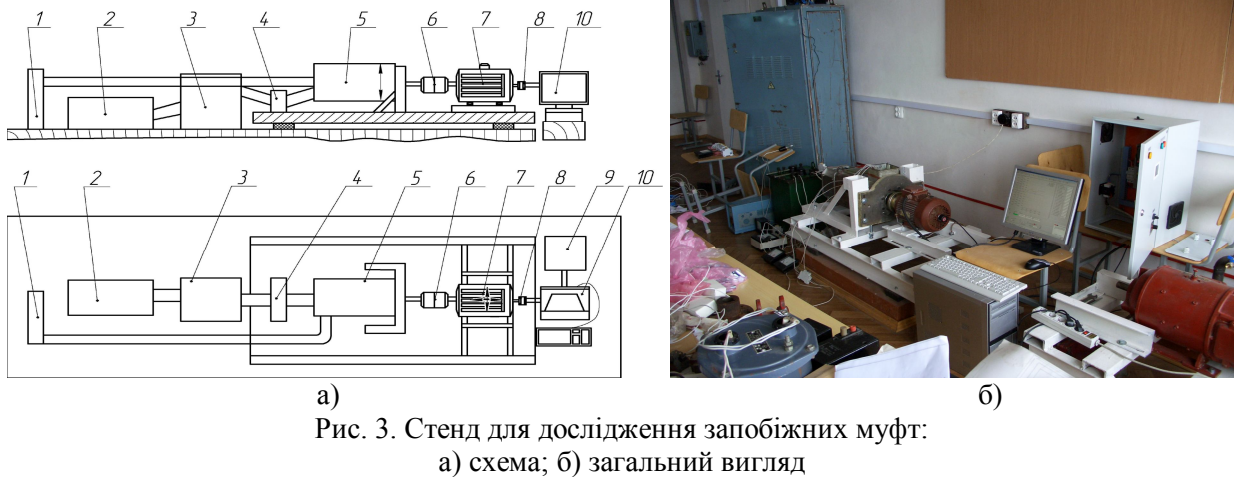 1 2 3 4 5 6 7 8 10
1 2 3 4 5 6 7 8 9 10
а) б)
Рис. 3. Стенд для дослідження запобіжних муфт:
а) схема; б) загальний вигляд